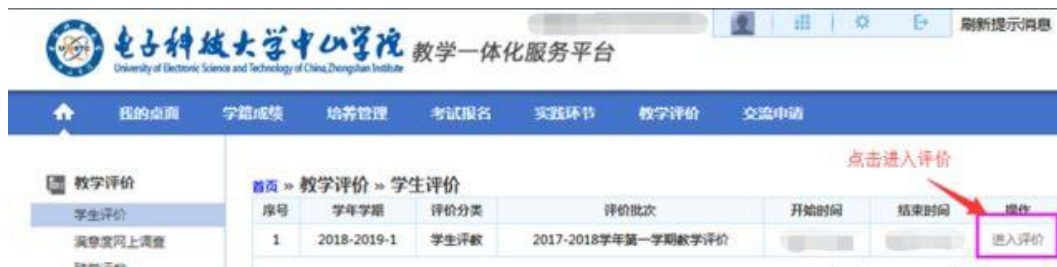 电子科技大学中山学院 教学一体化服务平台
University of Electronic Science and Technology of China, Zhongshan Institute
刷新提示消息
我的桌面 学籍成绩 培养管理 考试报名 实践环节 教学评价 交流申请
点击进入评价
教学评价
首页 » 教学评价 » 学生评价
学生评价
序号 学年学期 评价分类 评价批次 开始时间 结束时间 操作
满意度网上调查
1 2018-2019-1 学生评教 2017-2018学年第一学期教学评价 进入评价